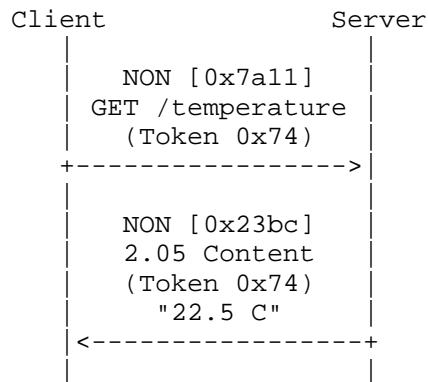 Client Server
NON [0x7a11]
GET /temperature
(Token 0x74)
NON [0x23bc]
2.05 Content
(Token 0x74)
"22.5 C"